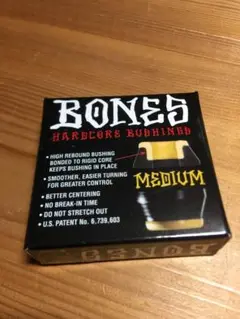 BONES
HARDCORE BUSHINGS
• HIGH REBOUND BUSHING
BONDED TO RIGID CORE
KEEPS BUSHING IN PLACE
• SMOOTHER, EASIER TURNING
FOR GREATER CONTROL
MEDIUM
• BETTER CENTERING
• NO BREAK-IN TIME
• DO NOT STRETCH OUT
• U.S. PATENT No. 6,739,603
BONES